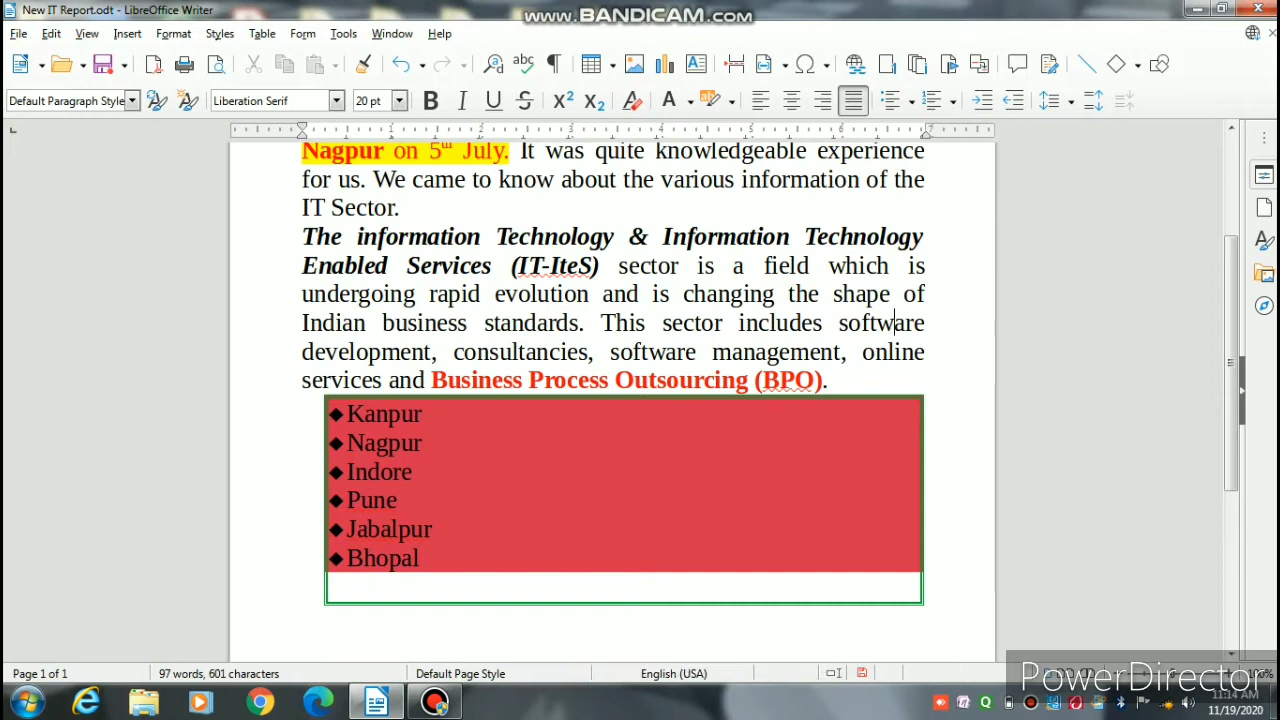 New IT Report.odt - LibreOffice Writer
www.BANDICAM.com
File Edit View Insert Format Styles Table Form Tools Window Help
Default Paragraph Style Liberation Serif 20 pt
Nagpur on 5th July. It was quite knowledgeable experience
for us. We came to know about the various information of the
IT Sector.
The information Technology & Information Technology
Enabled Services (IT-IteS) sector is a field which is
undergoing rapid evolution and is changing the shape of
Indian business standards. This sector includes software
development, consultancies, software management, online
services and Business Process Outsourcing (BPO).
◆Kanpur
◆Nagpur
◆Indore
◆Pune
◆Jabalpur
◆Bhopal
Page 1 of 1 97 words, 601 characters Default Page Style English (USA) 100%
PowerDirector
11:14 AM
11/19/2020